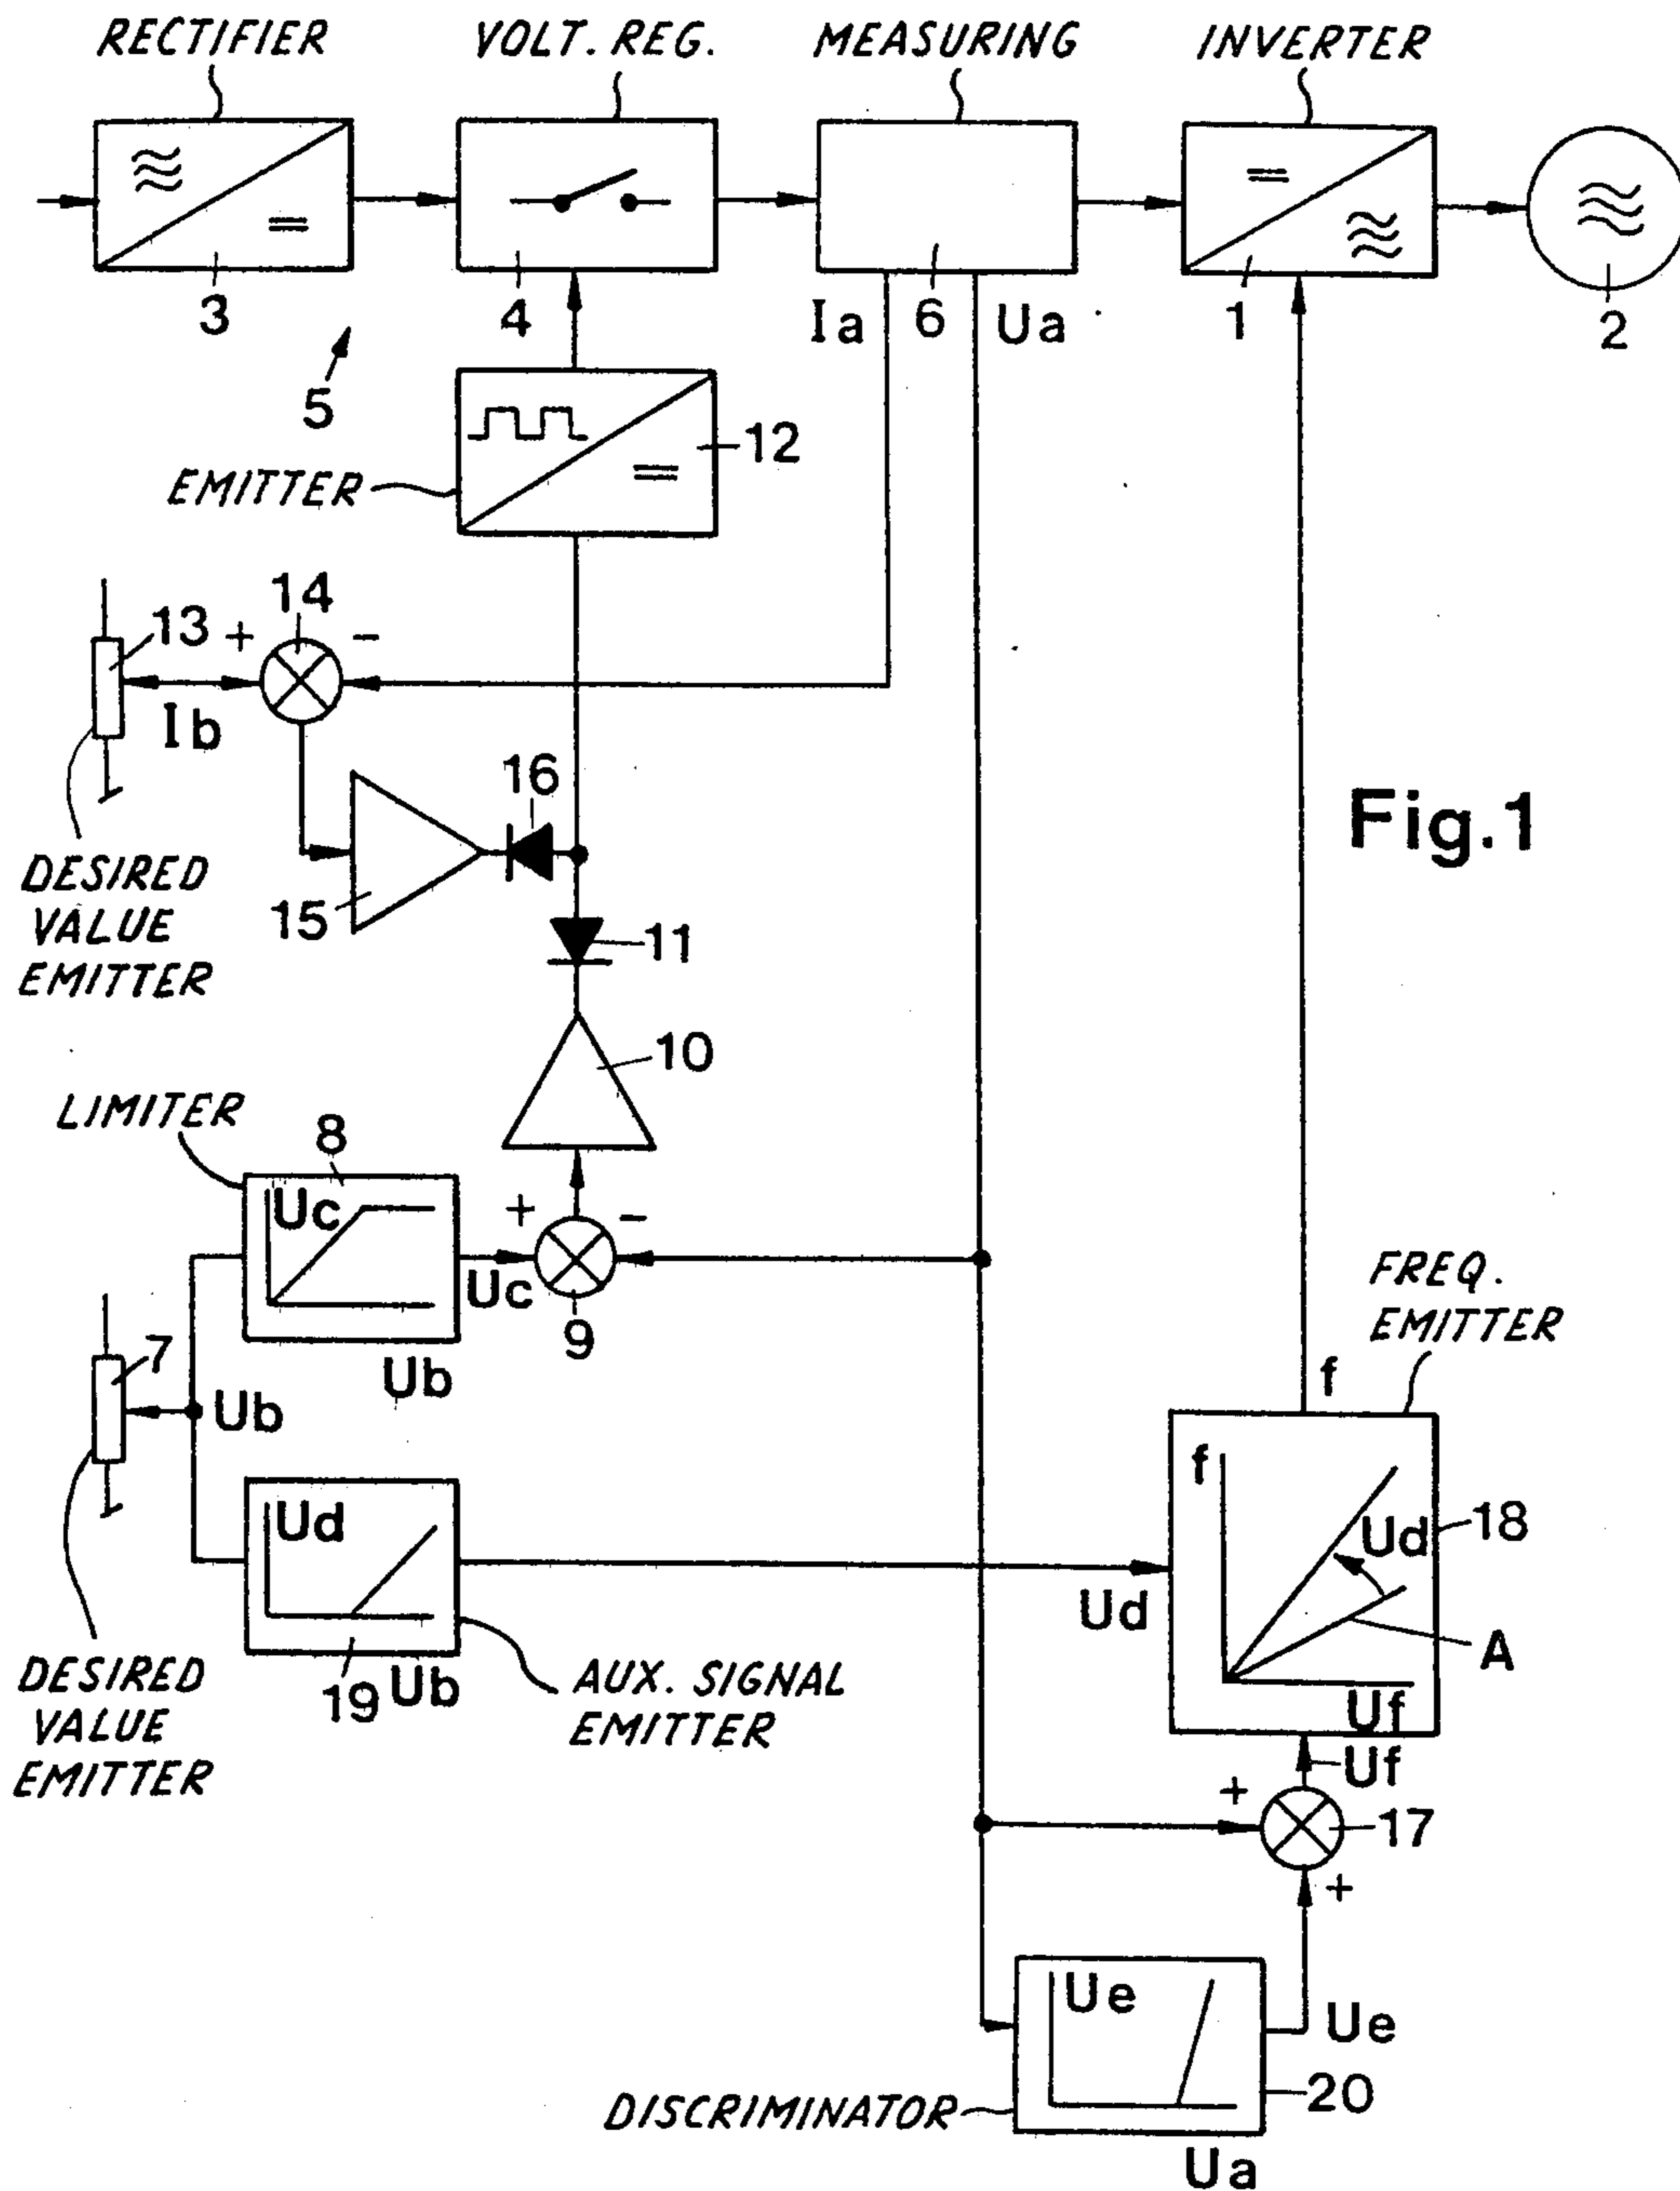 RECTIFIER
VOLT. REG.
MEASURING
INVERTER
3
4
Ia
6
Ua
1
2
5
12
EMITTER
14
13
+
-
Ib
16
Fig.1
DESIRED
VALUE
EMITTER
15
11
10
LIMITER
8
Uc
+
-
Uc
9
FREQ.
EMITTER
7
Ub
Ub
f
f
Ud
18
Ud
Ud
A
19
Ub
AUX. SIGNAL
EMITTER
DESIRED
VALUE
EMITTER
Uf
Uf
+
17
+
Ue
Ue
20
DISCRIMINATOR
Ua